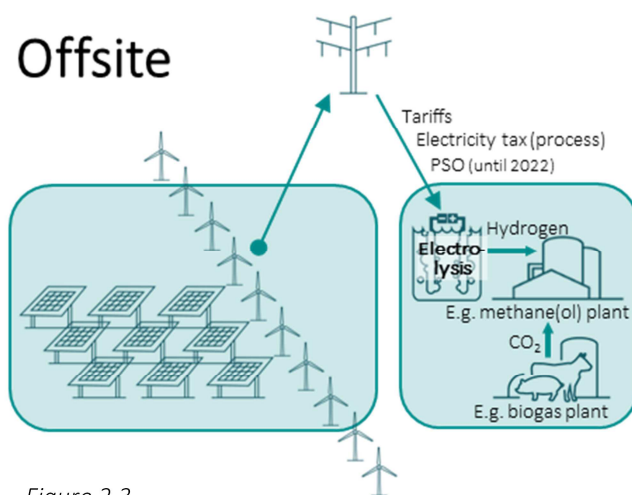 Offsite
Tariffs
Electricity tax (process)
PSO (until 2022)
Hydrogen
Electro-
lysis
E.g. methane(ol) plant
CO₂
E.g. biogas plant